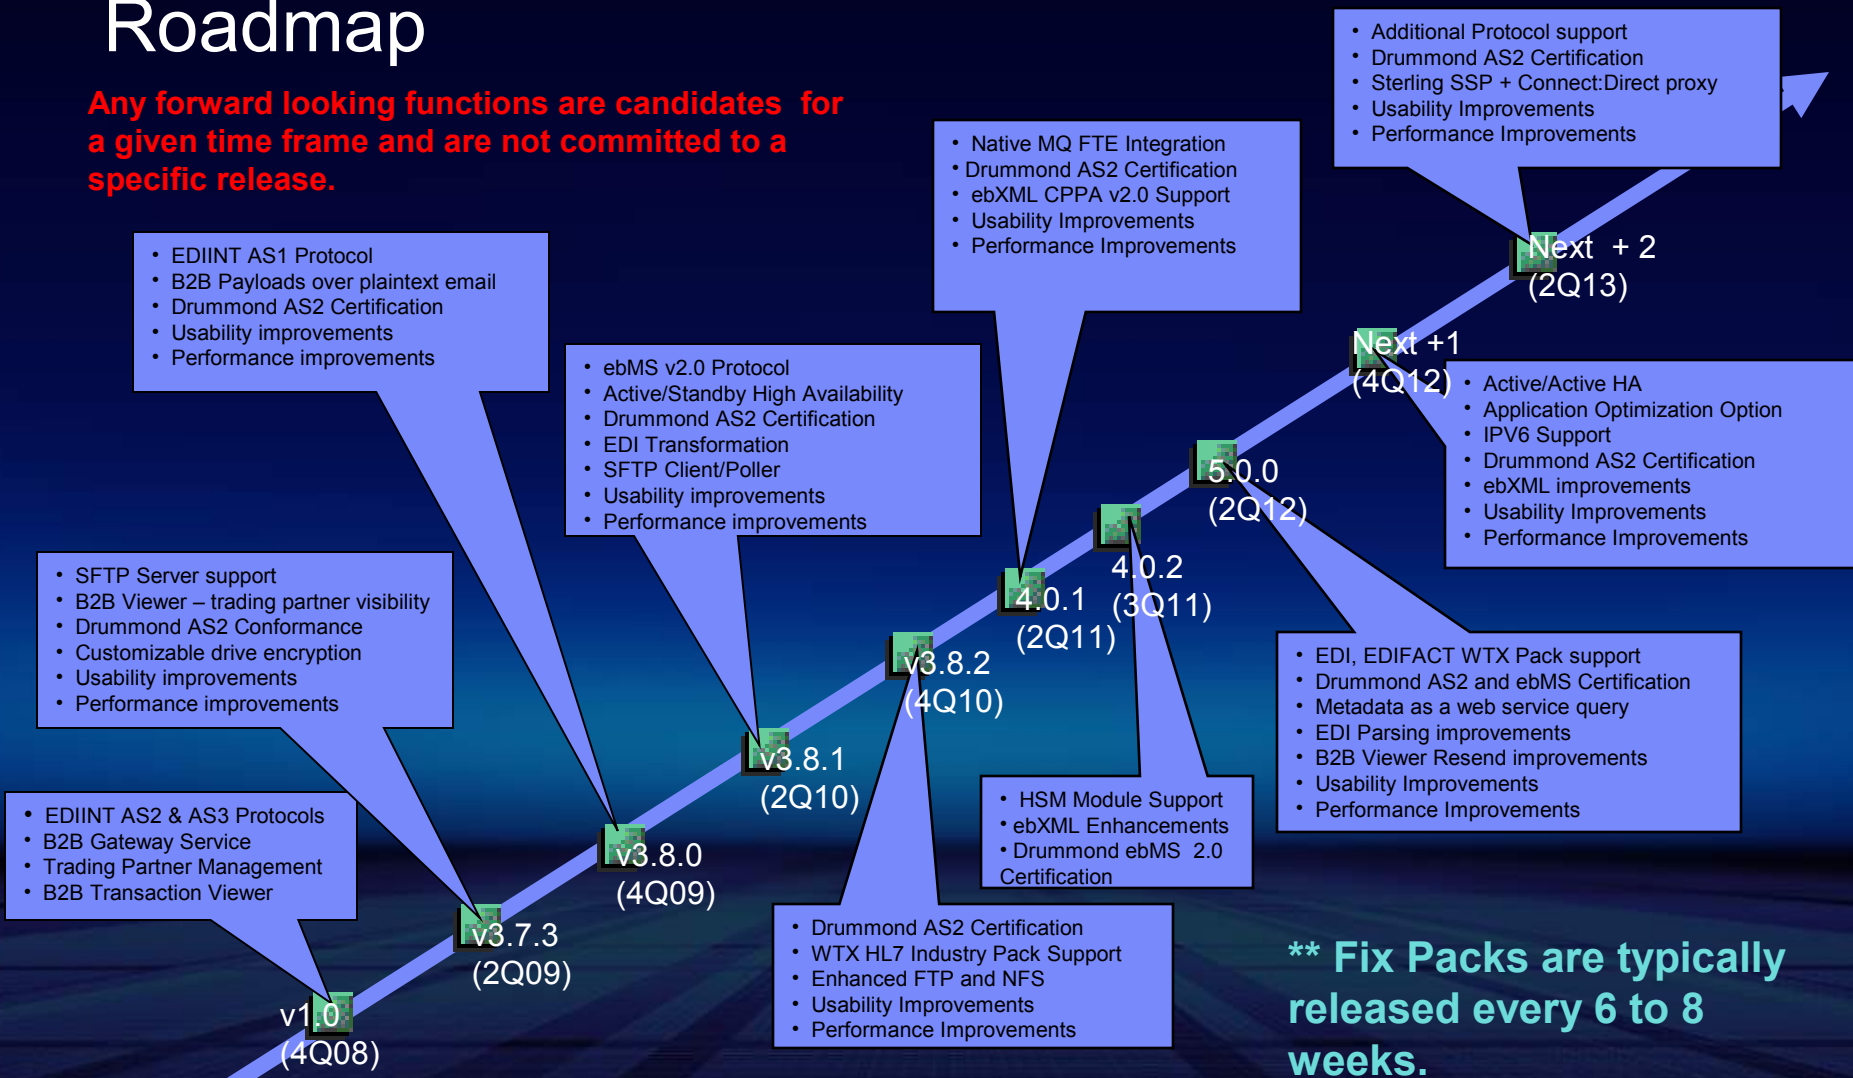 Roadmap
Any forward looking functions are candidates for
a given time frame and are not committed to a
specific release.
• EDIINT AS2 & AS3 Protocols
• B2B Gateway Service
• Trading Partner Management
• B2B Transaction Viewer
v1.0
(4Q08)
• SFTP Server support
• B2B Viewer – trading partner visibility
• Drummond AS2 Conformance
• Customizable drive encryption
• Usability improvements
• Performance improvements
v3.7.3
(2Q09)
• EDIINT AS1 Protocol
• B2B Payloads over plaintext email
• Drummond AS2 Certification
• Usability improvements
• Performance improvements
v3.8.0
(4Q09)
• ebMS v2.0 Protocol
• Active/Standby High Availability
• Drummond AS2 Certification
• EDI Transformation
• SFTP Client/Poller
• Usability improvements
• Performance improvements
v3.8.1
(2Q10)
• Drummond AS2 Certification
• WTX HL7 Industry Pack Support
• Enhanced FTP and NFS
• Usability Improvements
• Performance Improvements
v3.8.2
(4Q10)
• Native MQ FTE Integration
• Drummond AS2 Certification
• ebXML CPPA v2.0 Support
• Usability Improvements
• Performance Improvements
4.0.1
(2Q11)
• HSM Module Support
• ebXML Enhancements
• Drummond ebMS 2.0
Certification
4.0.2
(3Q11)
• EDI, EDIFACT WTX Pack support
• Drummond AS2 and ebMS Certification
• Metadata as a web service query
• EDI Parsing improvements
• B2B Viewer Resend improvements
• Usability Improvements
• Performance Improvements
5.0.0
(2Q12)
• Active/Active HA
• Application Optimization Option
• IPV6 Support
• Drummond AS2 Certification
• ebXML improvements
• Usability Improvements
• Performance Improvements
Next +1
(4Q12)
• Additional Protocol support
• Drummond AS2 Certification
• Sterling SSP + Connect:Direct proxy
• Usability Improvements
• Performance Improvements
Next + 2
(2Q13)
** Fix Packs are typically
released every 6 to 8
weeks.